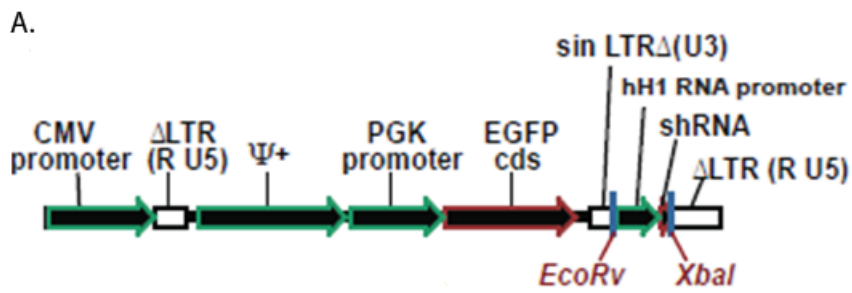 A.
sin LTRΔ(U3)
hH1 RNA promoter
shRNA
ΔLTR (R U5)
CMV
promoter
ΔLTR
(R U5)
Ψ+
PGK
promoter
EGFP
cds
EcoRv
XbaI